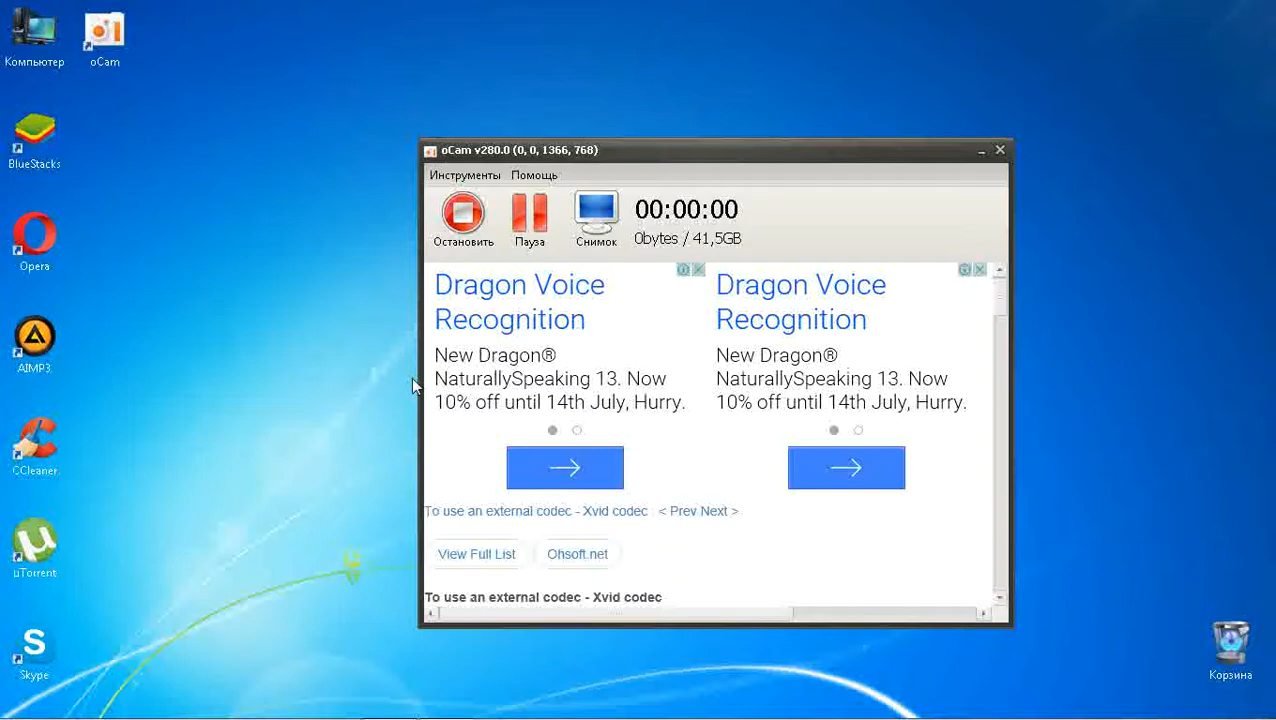 Компьютер
oCam
BlueStacks
Opera
AIMP3
CCleaner
µTorrent
S
Skype
Корзина
oCam v280.0 (0, 0, 1366, 768)
Инструменты Помощь
Остановить
Пауза
Снимок
00:00:00
0bytes / 41,5GB
Dragon Voice
Recognition
New Dragon®
NaturallySpeaking 13. Now
10% off until 14th July, Hurry.
Dragon Voice
Recognition
New Dragon®
NaturallySpeaking 13. Now
10% off until 14th July, Hurry.
To use an external codec - Xvid codec < Prev Next >
View Full List Ohsoft.net
To use an external codec - Xvid codec